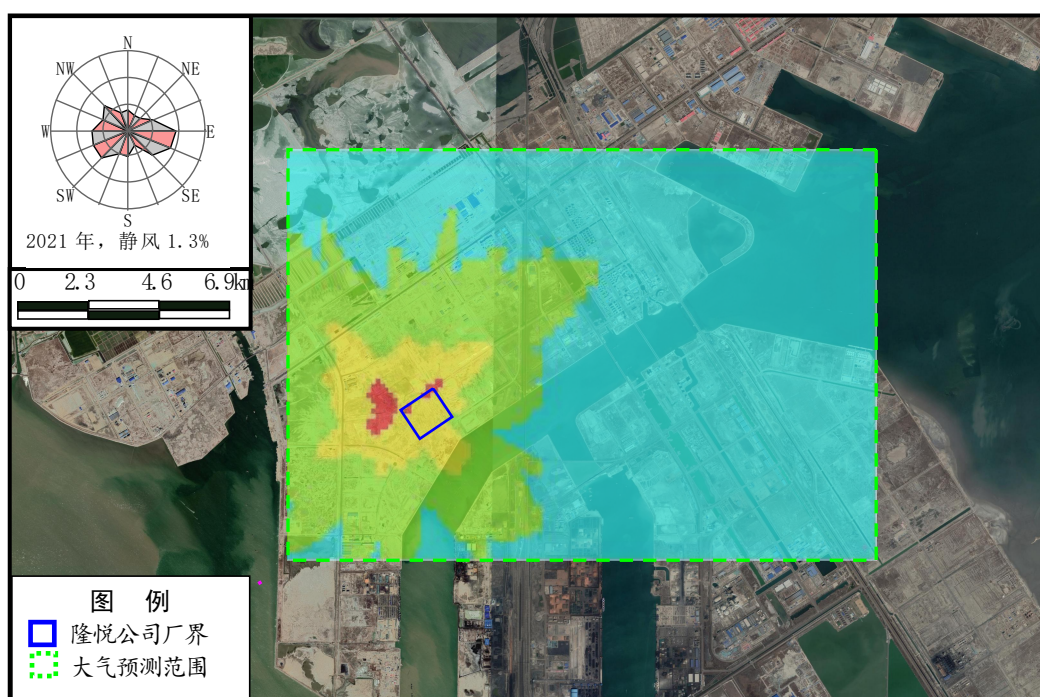 N
NW NE
W E
SW SE
S
2021 年，静风 1.3%
0 2.3 4.6 6.9km
图 例
隆悦公司厂界
大气预测范围